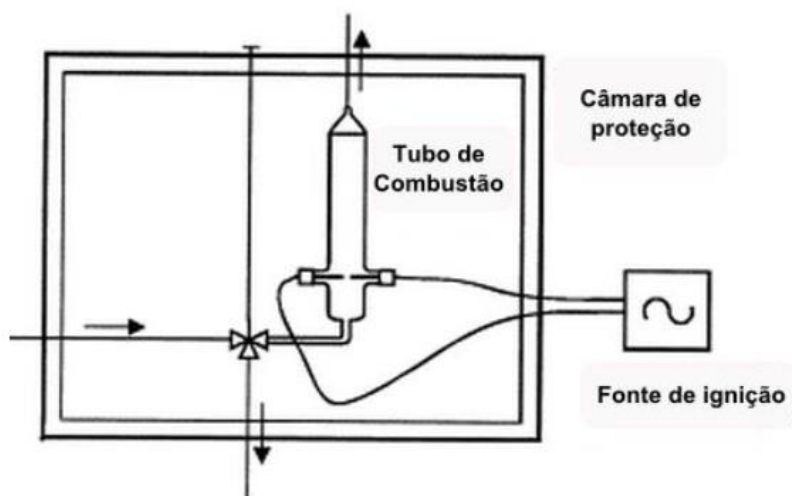 Câmara de
proteção
Tubo de
Combustão
Fonte de ignição